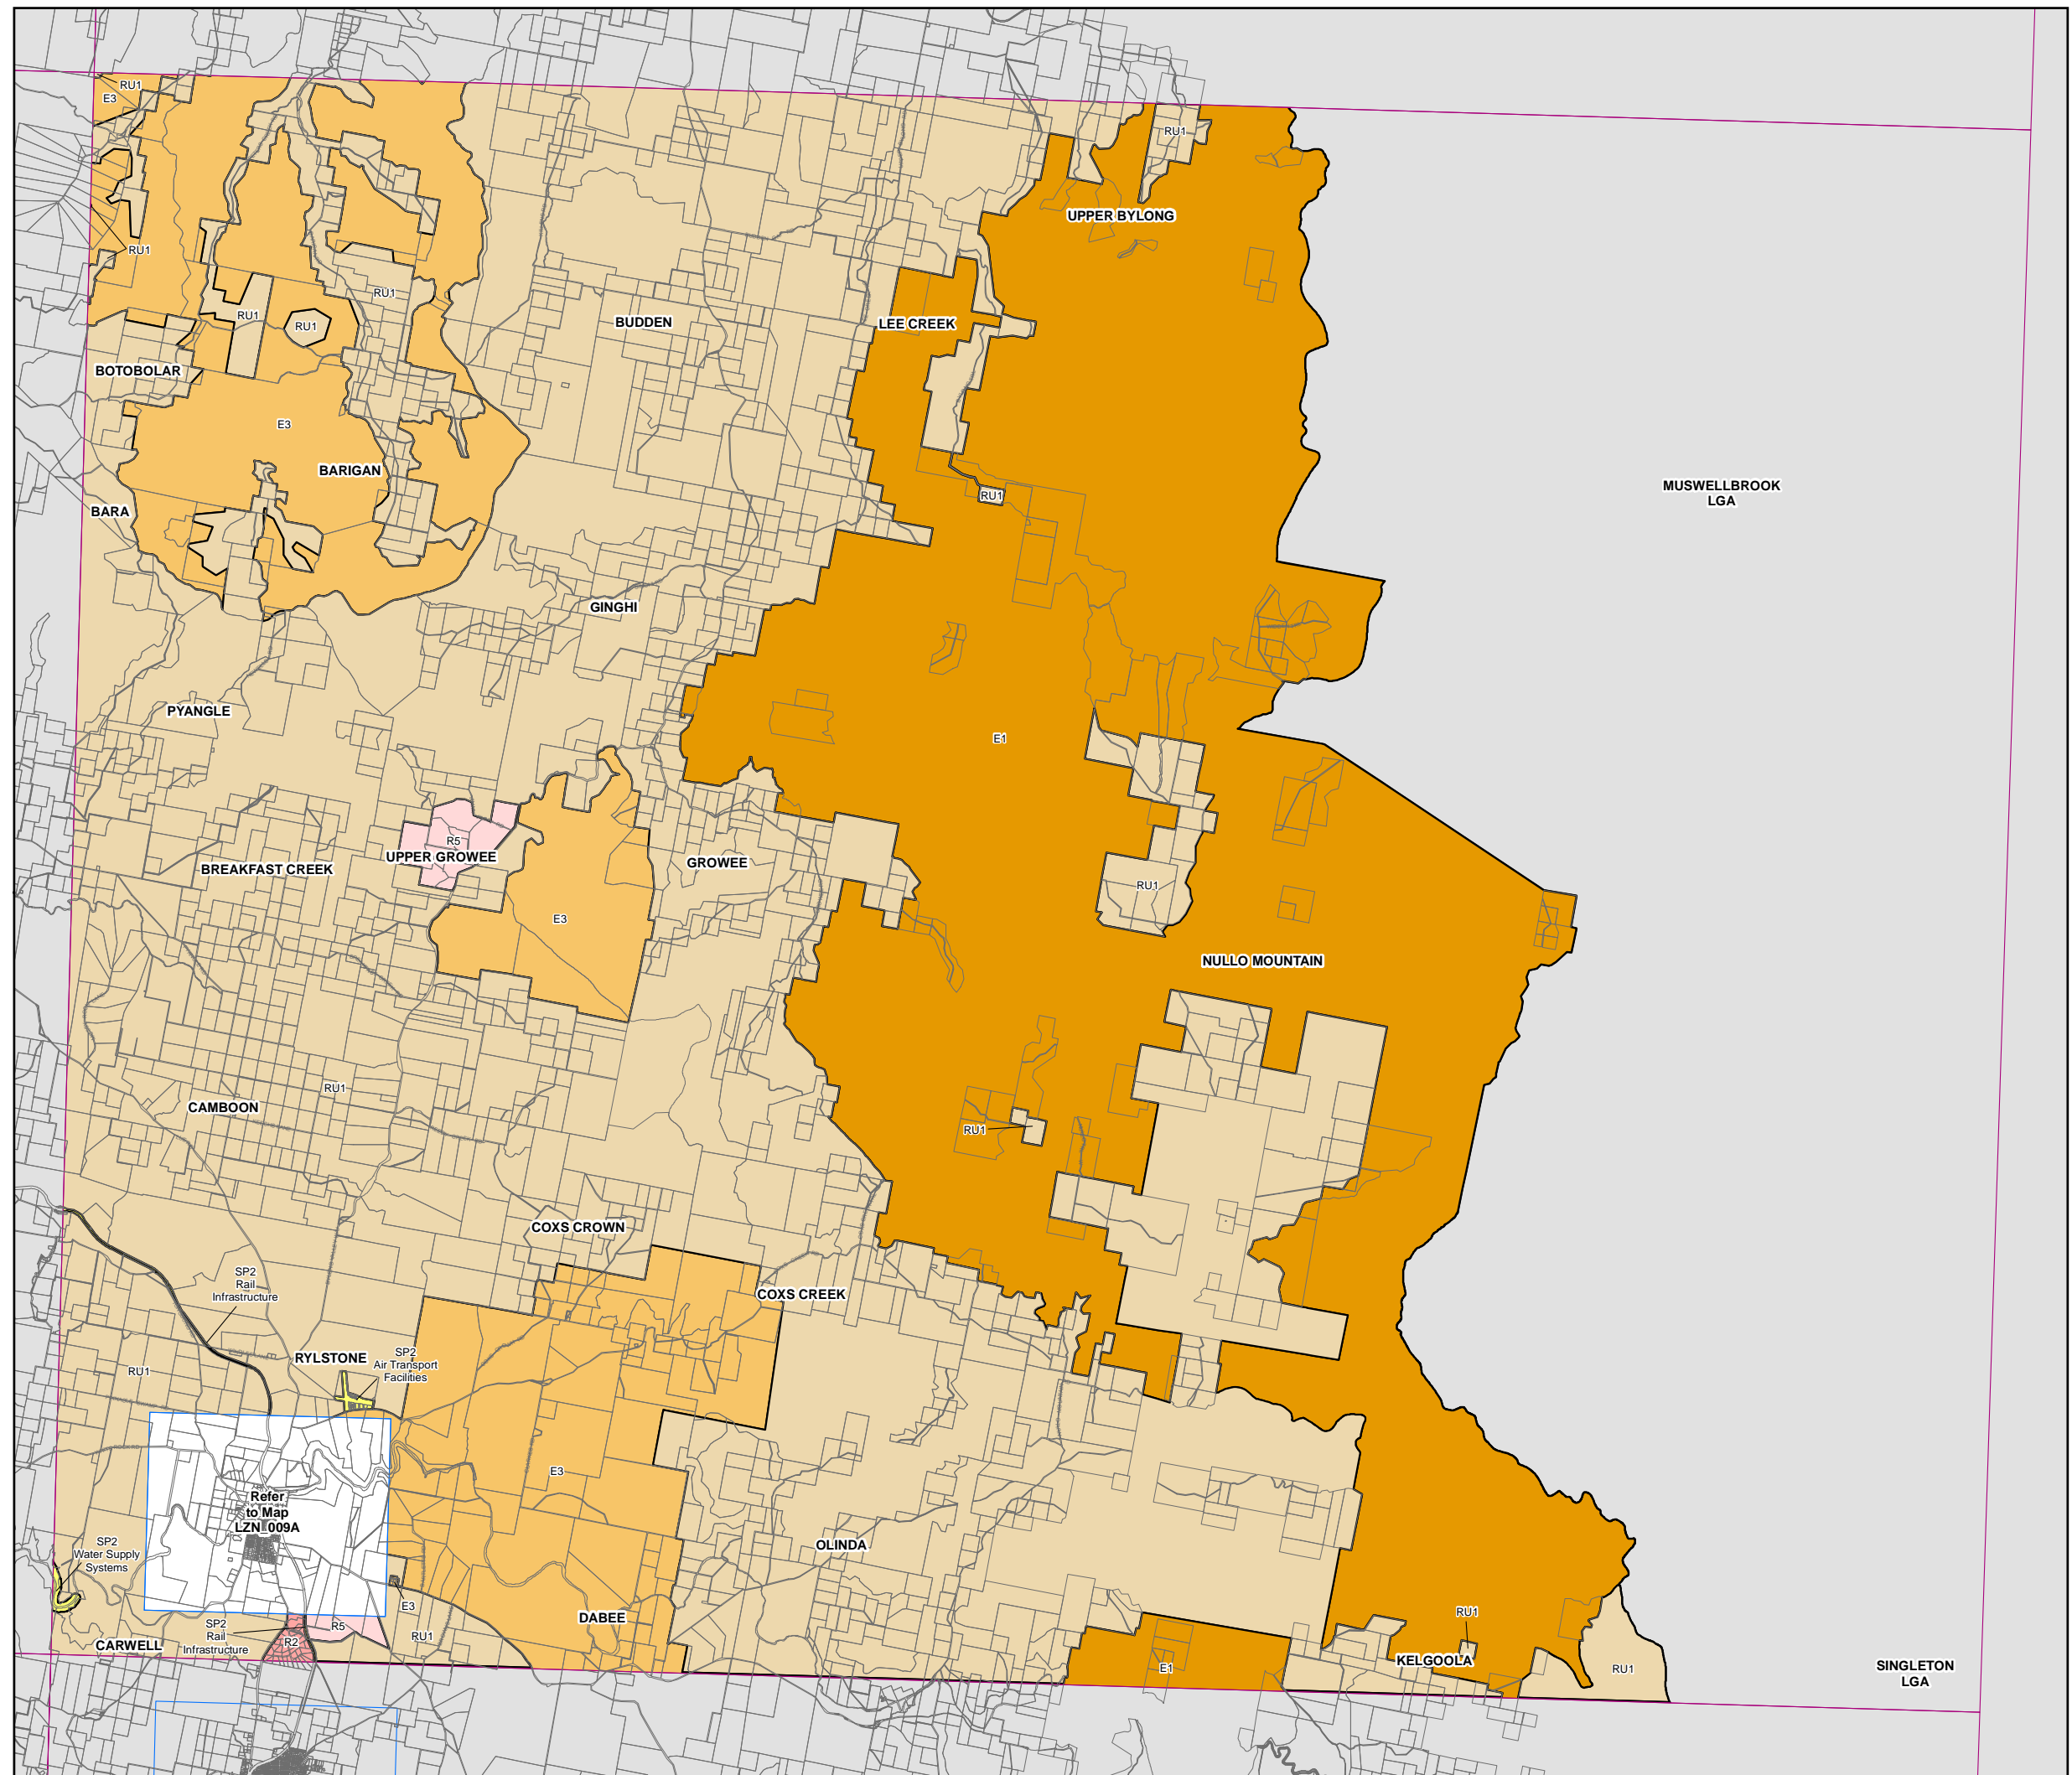 RU1
E3
RU1
UPPER BYLONG
RU1
RU1
RU1
RU1
BUDDEN
LEE CREEK
BOTOBOLAR
E3
BARIGAN
MUSWELLBROOK
LGA
RU1
BARA
GINGHI
PYANGLE
E1
R5
UPPER GROWEE
BREAKFAST CREEK
GROWEE
RU1
E3
NULLO MOUNTAIN
RU1
CAMBOON
RU1
COXS CROWN
SP2
Rail
Infrastructure
COXS CREEK
RYLSTONE
SP2
Air Transport
Facilities
RU1
E3
Refer
to Map
LZN_009A
SP2
Water Supply
Systems
OLINDA
E3
DABEE
RU1
SP2
Rail
Infrastructure
R5
RU1
R2
CARWELL
KELGOOLA
E1
RU1
SINGLETON
LGA